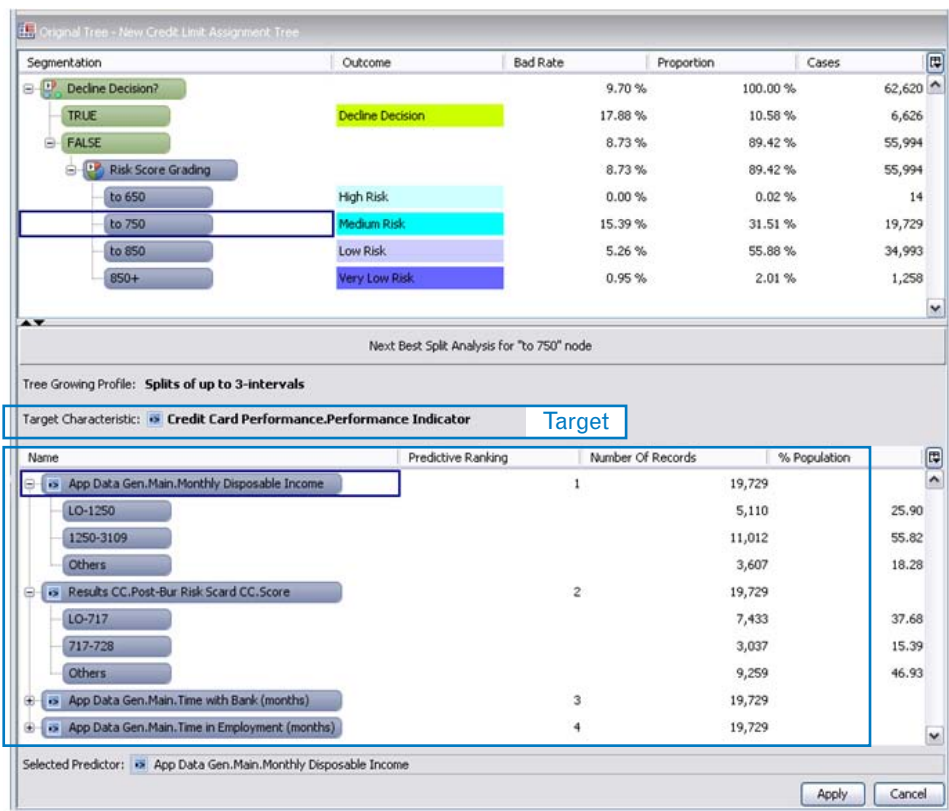 Original Tree - New Credit Limit Assignment Tree
Segmentation Outcome Bad Rate Proportion Cases
Decline Decision? 9.70 % 100.00 % 62,620
TRUE Decline Decision 17.88 % 10.58 % 6,626
FALSE 8.73 % 89.42 % 55,994
Risk Score Grading 8.73 % 89.42 % 55,994
to 650 High Risk 0.00 % 0.02 % 14
to 750 Medium Risk 15.39 % 31.51 % 19,729
to 850 Low Risk 5.26 % 55.88 % 34,993
850+ Very Low Risk 0.95 % 2.01 % 1,258
Next Best Split Analysis for "to 750" node
Tree Growing Profile: Splits of up to 3-intervals
Target Characteristic: Credit Card Performance.Performance Indicator Target
Name Predictive Ranking Number Of Records % Population
App Data Gen.Main.Monthly Disposable Income 1 19,729
LO-1250 5,110 25.90
1250-3109 11,012 55.82
Others 3,607 18.28
Results CC.Post-Bur Risk Scard CC.Score 2 19,729
LO-717 7,433 37.68
717-728 3,037 15.39
Others 9,259 46.93
App Data Gen.Main.Time with Bank (months) 3 19,729
App Data Gen.Main.Time in Employment (months) 4 19,729
Selected Predictor: App Data Gen.Main.Monthly Disposable Income
Apply Cancel